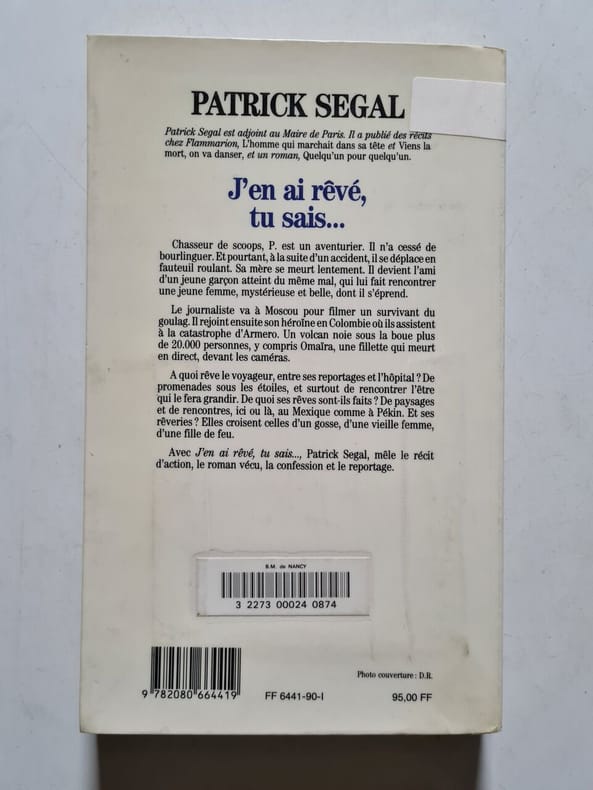 PATRICK SEGAL
Patrick Segal est adjoint au Maire de Paris. Il a publié des récits
chez Flammarion, L'homme qui marchait dans sa tête et Viens la
mort, on va danser, et un roman, Quelqu'un pour quelqu'un.
J'en ai rêvé,
tu sais...
Chasseur de scoops, P. est un aventurier. Il n'a cessé de
bourlinguer. Et pourtant, à la suite d'un accident, il se déplace en
fauteuil roulant. Sa mère se meurt lentement. Il devient l'ami
d'un jeune garçon atteint du même mal, qui lui fait rencontrer
une jeune femme, mystérieuse et belle, dont il s'éprend.
Le journaliste va à Moscou pour filmer un survivant du
goulag. Il rejoint ensuite son héroïne en Colombie où ils assistent
à la catastrophe d'Armero. Un volcan noie sous la boue plus
de 20.000 personnes, y compris Omaïra, une fillette qui meurt
en direct, devant les caméras.
A quoi rêve le voyageur, entre ses reportages et l'hôpital ? De
promenades sous les étoiles, et surtout de rencontrer l'être
qui le fera grandir. De quoi ses rêves sont-ils faits ? De paysages
et de rencontres, ici ou là, au Mexique comme à Pékin. Et ses
rêveries ? Elles croisent celles d'un gosse, d'une vieille femme,
d'une fille de feu.
Avec J'en ai rêvé, tu sais..., Patrick Segal, mêle le récit
d'action, le roman vécu, la confession et le reportage.
B.M. de NANCY
3 2273 00024 0874
Photo couverture : D.R.
9 782080 664419
FF 6441-90-I
95,00 FF